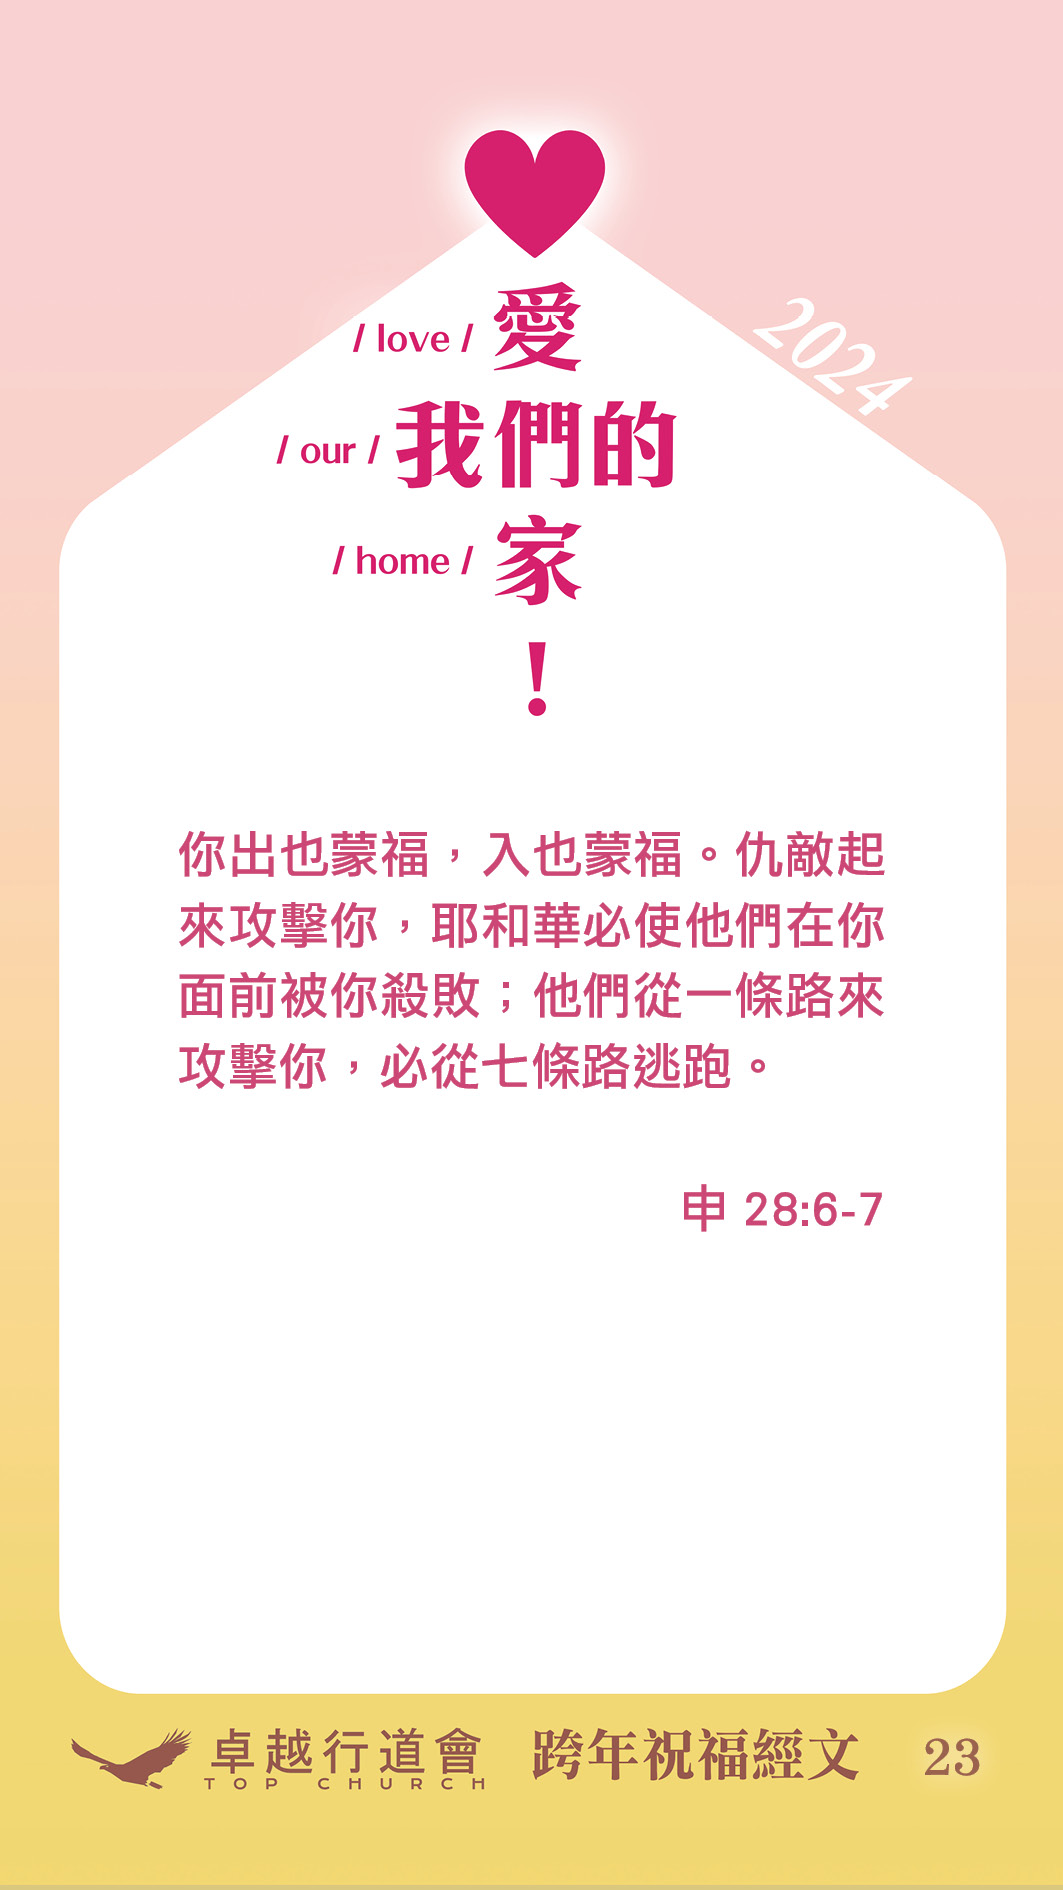 2024
/ love / 愛
/ our / 我們的
/ home / 家
!
你出也蒙福，入也蒙福。仇敵起
來攻擊你，耶和華必使他們在你
面前被你殺敗；他們從一條路來
攻擊你，必從七條路逃跑。
申 28:6-7
卓越行道會 跨年祝福經文 23
TOP CHURCH